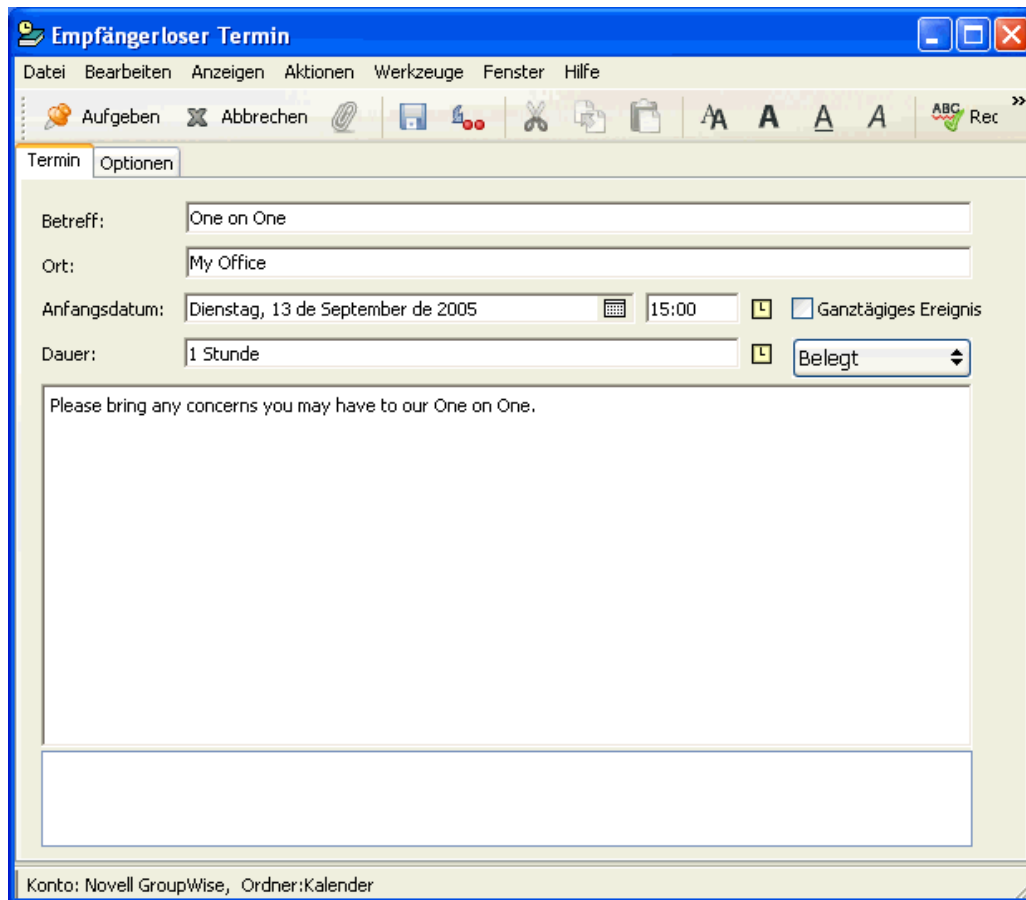 Empfängerloser Termin
Datei Bearbeiten Anzeigen Aktionen Werkzeuge Fenster Hilfe
Aufgeben Abbrechen AA A A A ABC Rec »
Termin Optionen
Betreff: One on One
Ort: My Office
Anfangsdatum: Dienstag, 13 de September de 2005 15:00 Ganztägiges Ereignis
Dauer: 1 Stunde Belegt
Please bring any concerns you may have to our One on One.
Konto: Novell GroupWise, Ordner:Kalender